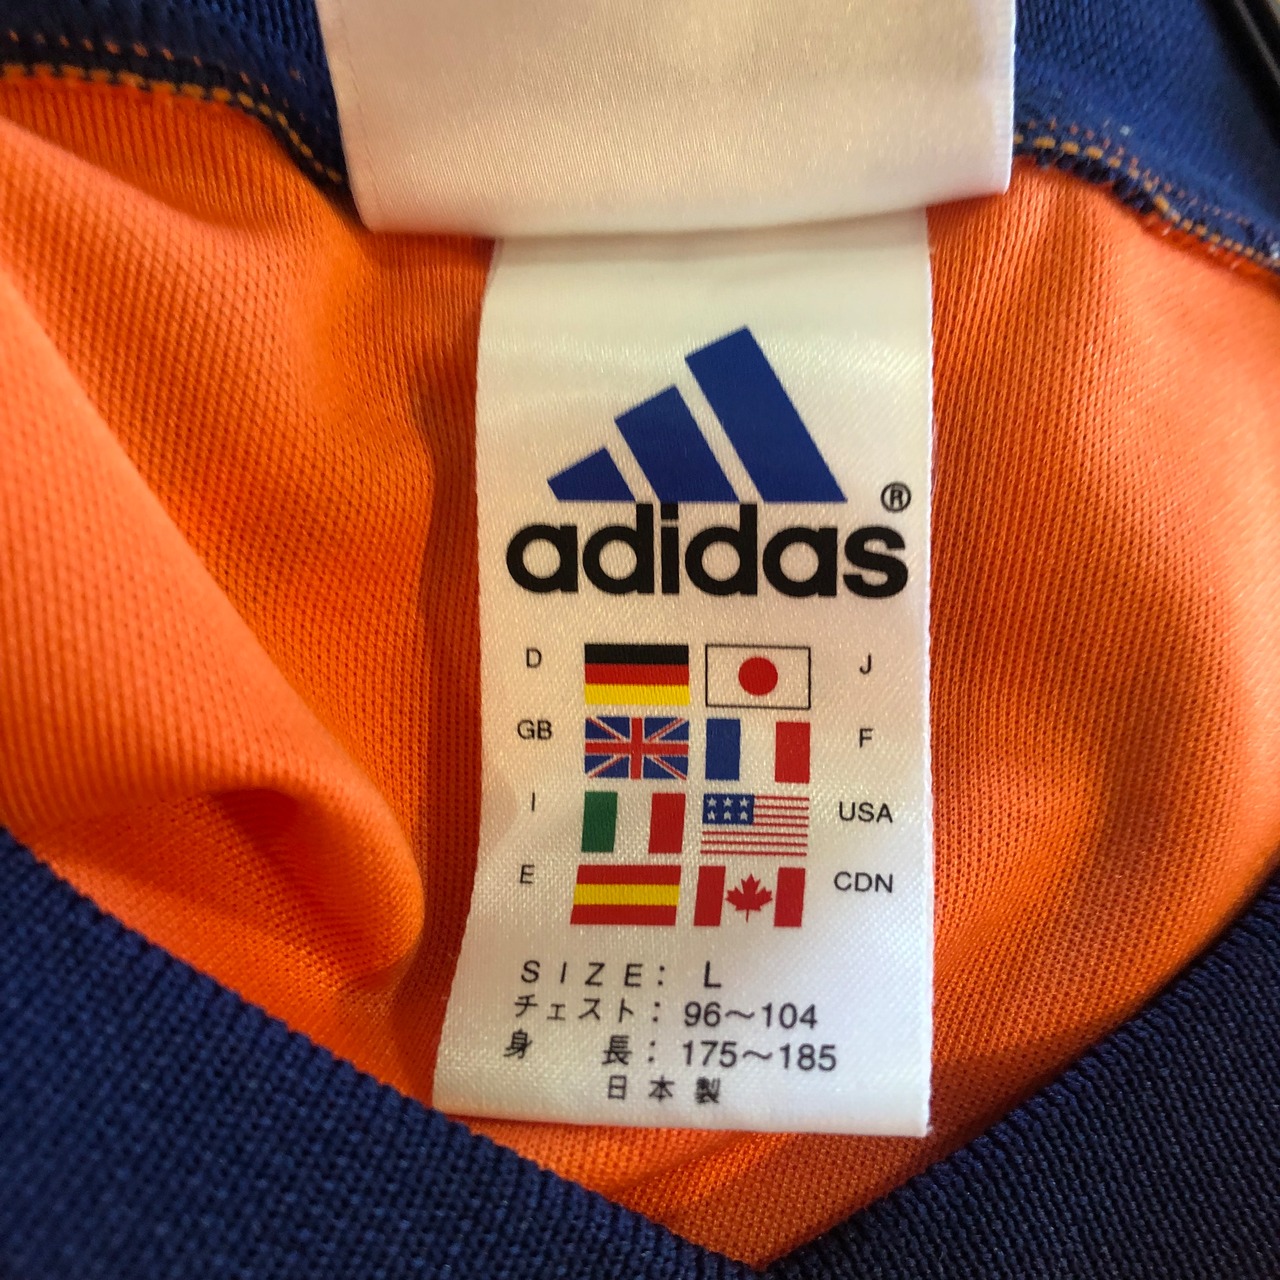 adidas®
D J
GB F
I USA
E CDN
SIZE: L
チェスト: 96〜104
身長: 175〜185
日本製